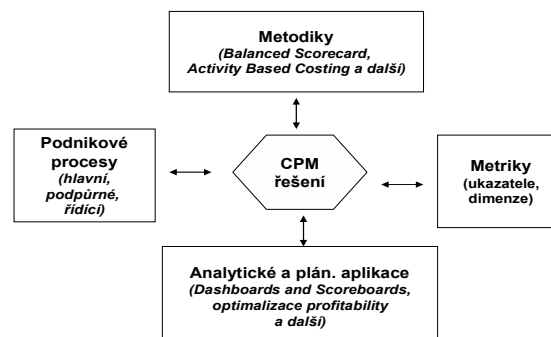 Metodiky
(Balanced Scorecard,
Activity Based Costing a další)
Podnikové
procesy
(hlavní,
podpůrné,
řídící)
CPM
řešení
Metriky
(ukazatele,
dimenze)
Analytické a plán. aplikace
(Dashboards and Scoreboards,
optimalizace profitability
a další)